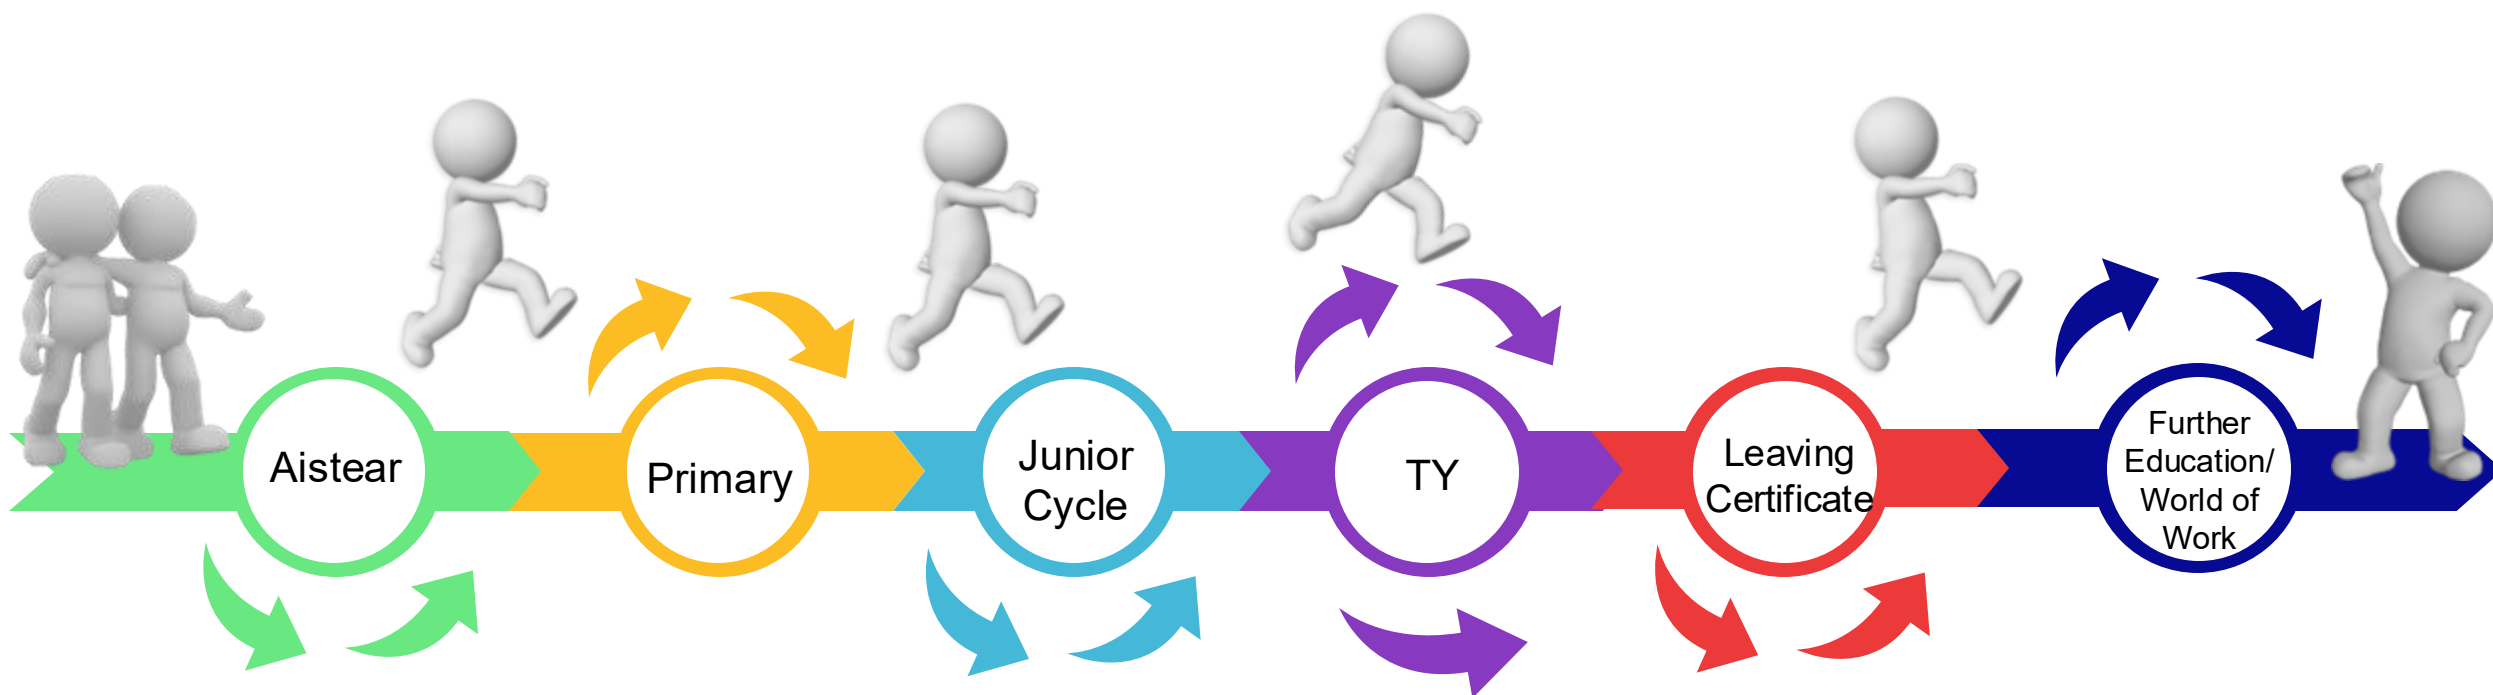 Aistear
Primary
Junior
Cycle
TY
Leaving
Certificate
Further
Education/
World of
Work